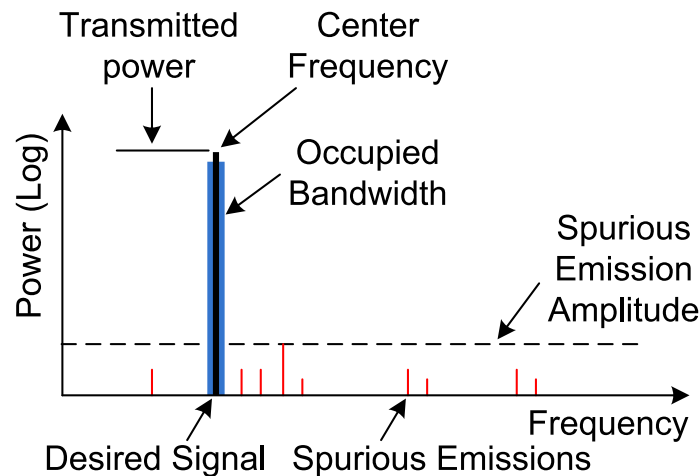 Transmitted
power
Center
Frequency
Occupied
Bandwidth
Power (Log)
Spurious
Emission
Amplitude
Frequency
Desired Signal
Spurious Emissions